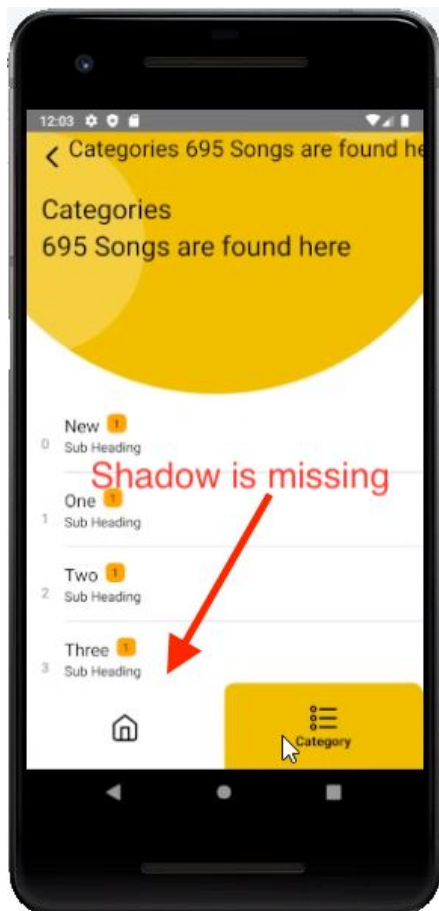 12:03
Categories 695 Songs are found he
Categories
695 Songs are found here
New 1
0 Sub Heading
Shadow is missing
One 1
1 Sub Heading
Two 1
2 Sub Heading
Three 1
3 Sub Heading
Category